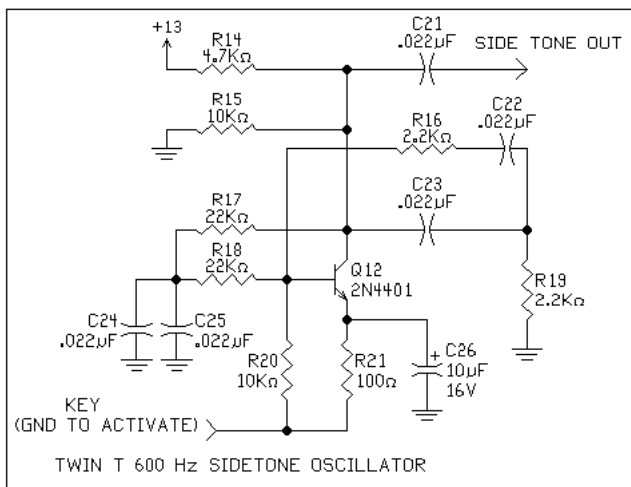 +13
R14
4.7KΩ
C21
.022µF
SIDE TONE OUT
R15
10KΩ
R16
2.2KΩ
C22
.022µF
C23
.022µF
R17
22KΩ
R18
22KΩ
Q12
2N4401
R19
2.2KΩ
C24
.022µF
C25
.022µF
R20
10KΩ
R21
100Ω
+
C26
10µF
16V
KEY
(GND TO ACTIVATE)
TWIN T 600 Hz SIDETONE OSCILLATOR